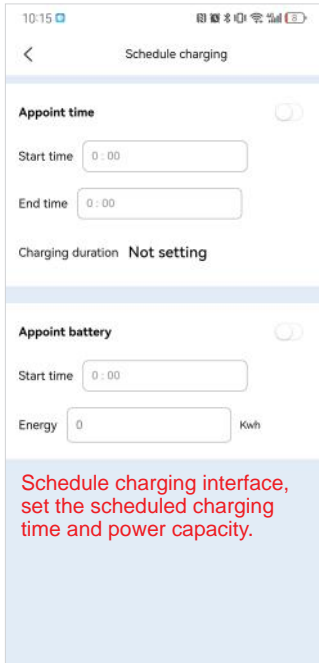 10:15
8
Schedule charging
Appoint time
Start time 0 : 00
End time 0 : 00
Charging duration Not setting
Appoint battery
Start time 0 : 00
Energy 0 Kwh
Schedule charging interface,
set the scheduled charging
time and power capacity.